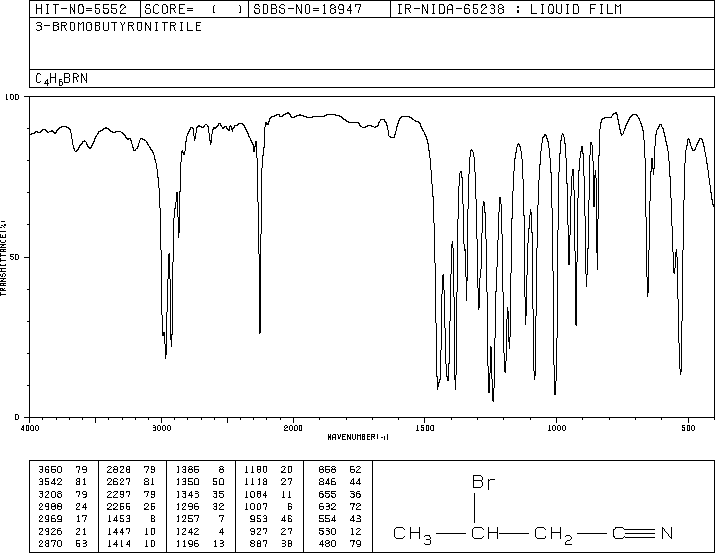 HIT-NO=5552 SCORE= ( ) SDBS-NO=18947 IR-NIDA-65238 : LIQUID FILM
3-BROMOBUTYRONITRILE
C4H6BRN
100
50
0
TRANSMITTANCE(%)
4000 3000 2000 1500 1000 500
WAVENUMBER(-1)
3660 79 2828 79 1386 8 1180 20 858 62
3542 81 2627 81 1350 50 1118 27 846 44
3208 79 2297 79 1343 35 1084 11 655 36
2988 24 2256 26 1296 32 1007 6 632 72
2969 17 1453 8 1257 7 953 46 554 43
2926 21 1447 10 1242 4 927 27 530 12
2870 53 1414 10 1196 13 887 38 480 79
Br
CH3 CH CH2 C N